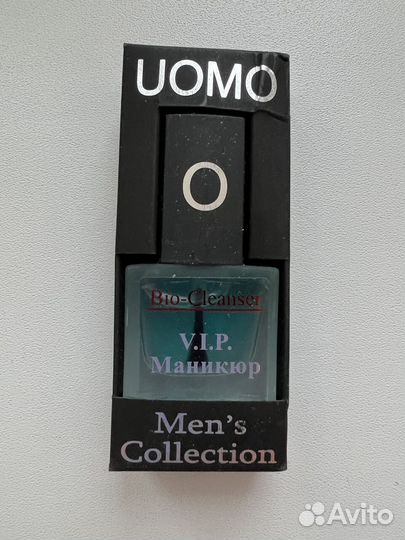 UOMO
O
Bio-Cleanser
V.I.P.
Маникюр
Men's
Collection
Avito